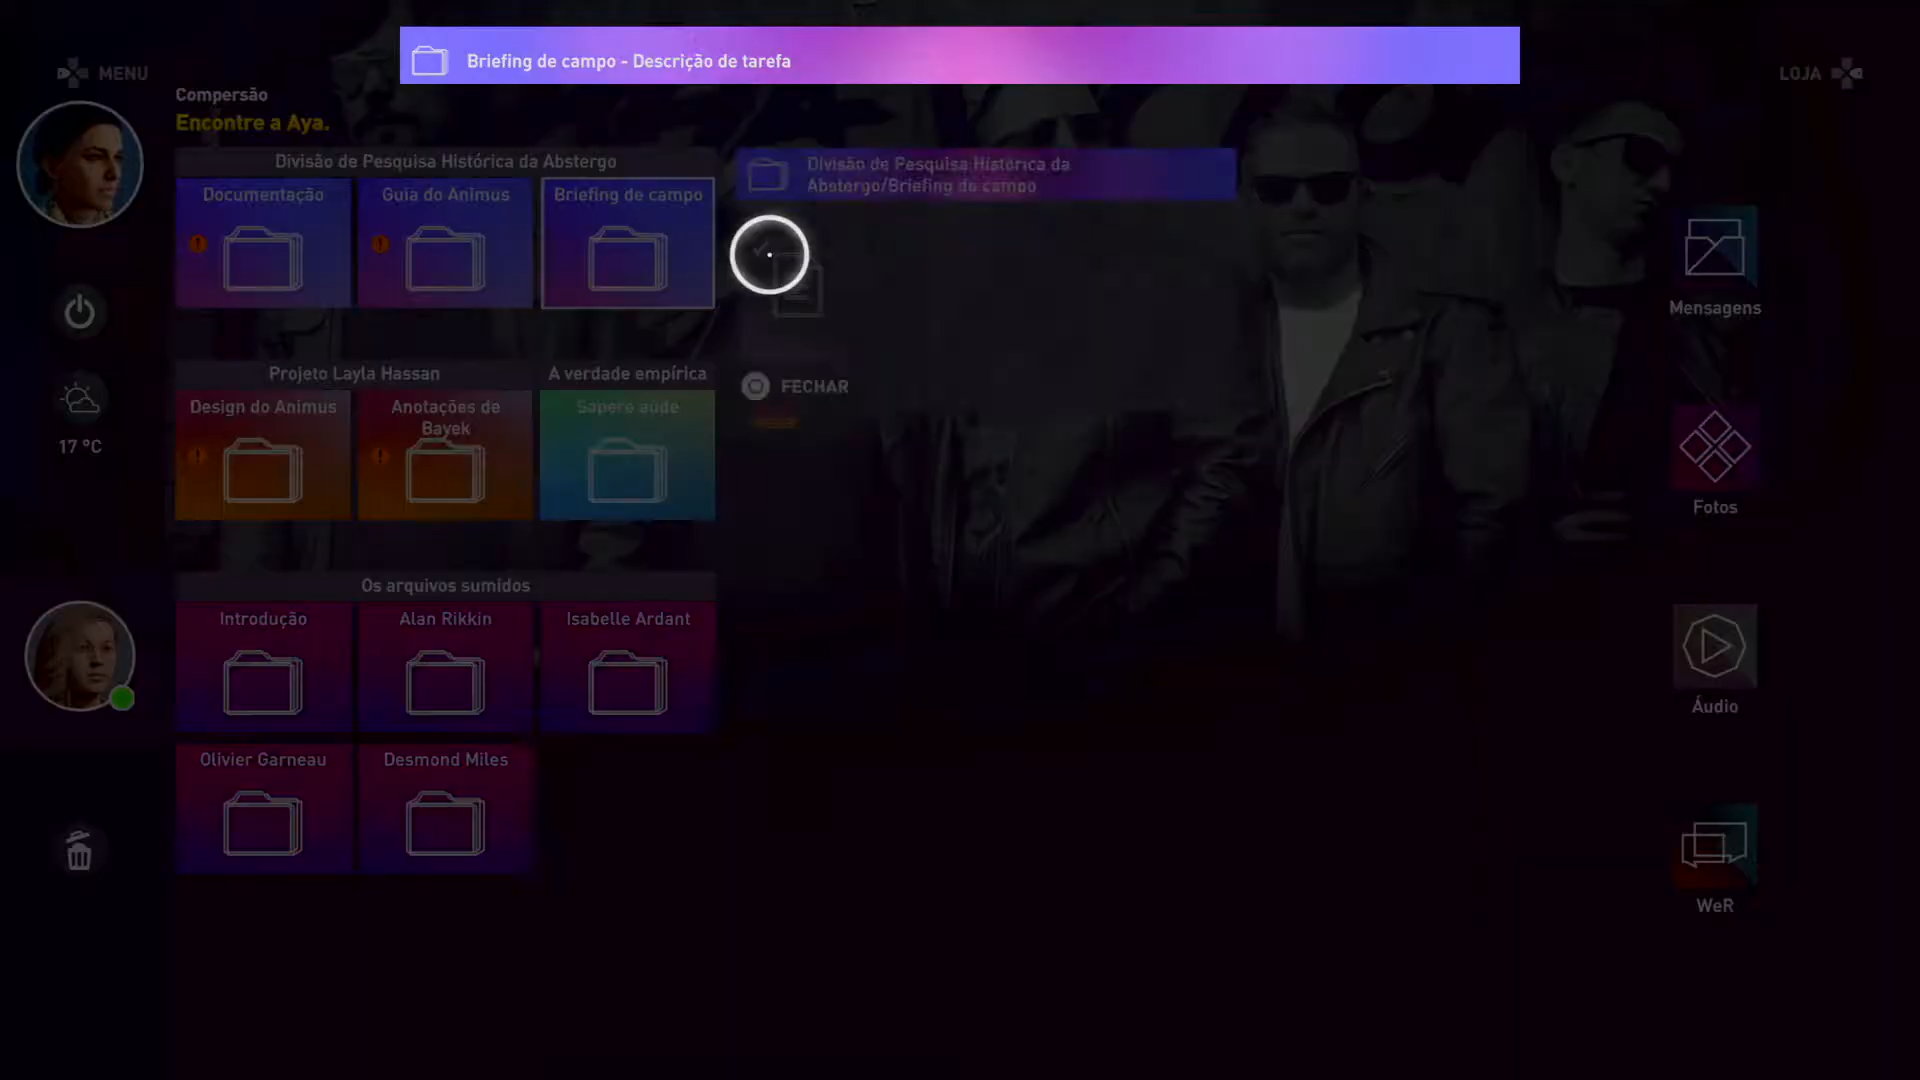 Briefing de campo - Descrição de tarefa
MENU
LOJA
Compersão
Encontre a Aya.
Divisão de Pesquisa Histórica da Abstergo
Documentação
Guia do Animus
Briefing de campo
Divisão de Pesquisa Histórica da
Abstergo/Briefing de campo
FECHAR
17 °C
Projeto Layla Hassan
A verdade empírica
Design do Animus
Anotações de
Bayek
Sapere aude
Os arquivos sumidos
Introdução
Alan Rikkin
Isabelle Ardant
Olivier Garneau
Desmond Miles
Mensagens
Fotos
Áudio
WeR